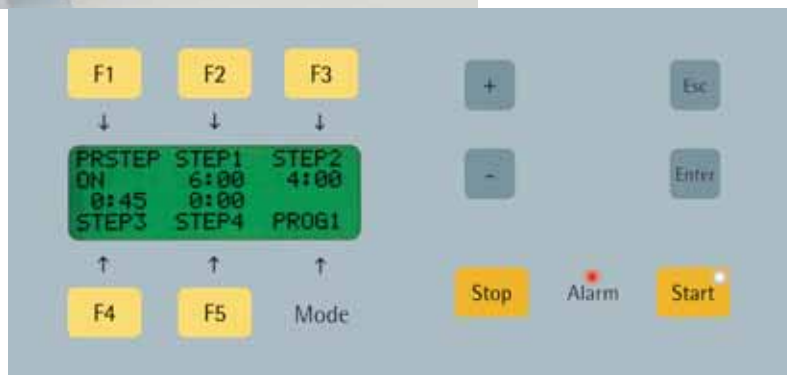 F1 F2 F3 + Esc
↓ ↓ ↓
PRSTEP STEP1 STEP2
ON 6:00 4:00
0:45 0:00
STEP3 STEP4 PROG1
- Enter
↑ ↑ ↑
F4 F5 Mode
Stop Alarm Start